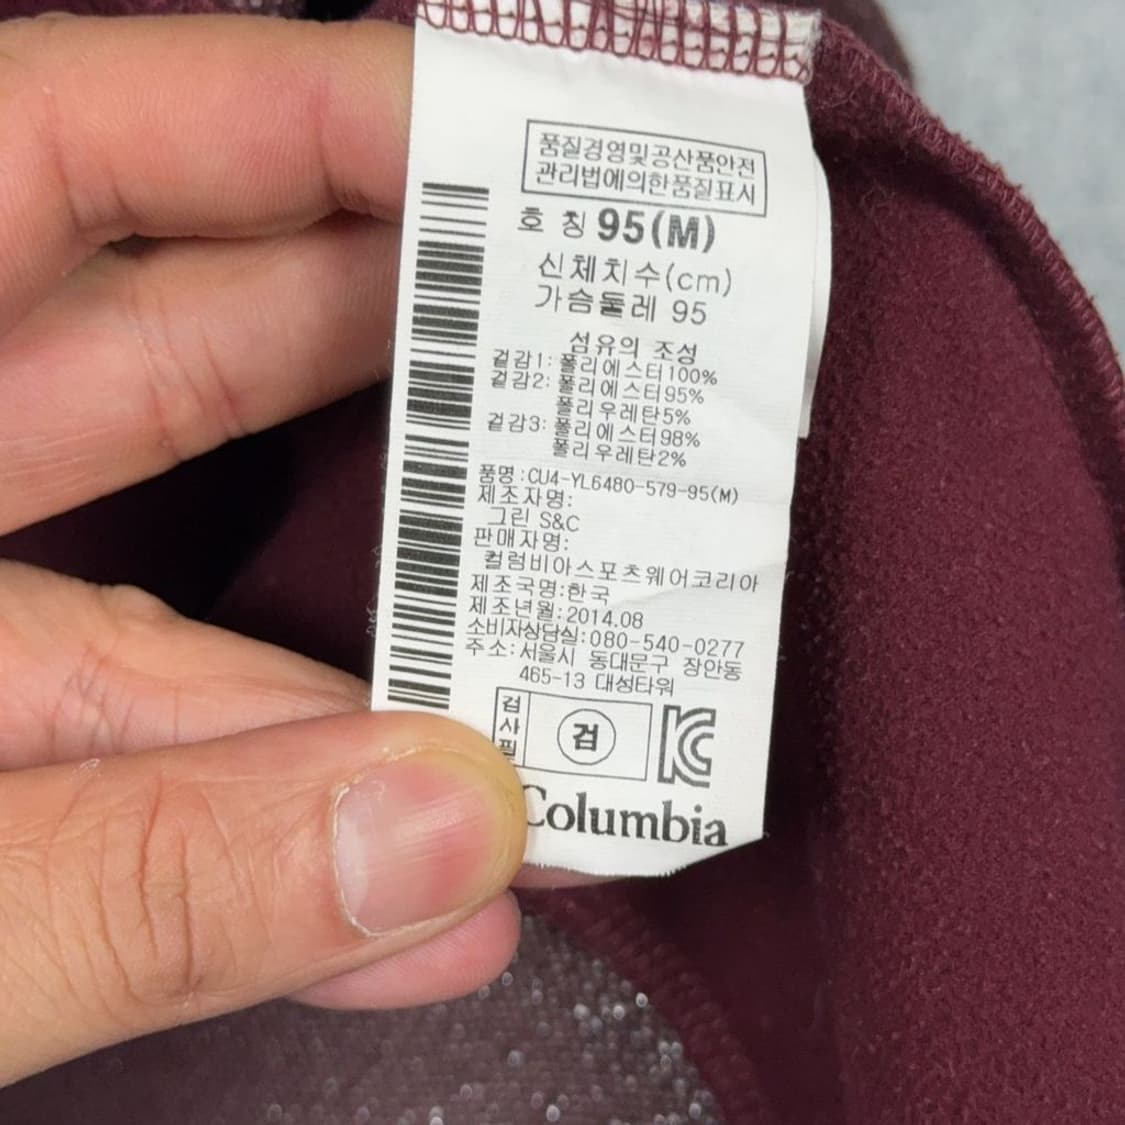 품질경영및공산품안전
관리법에의한품질표시
호 칭 95(M)
신체치수(cm)
가슴둘레 95
섬유의 조성
겉감1: 폴리에스터100%
겉감2: 폴리에스터95%
폴리우레탄5%
겉감3: 폴리에스터98%
폴리우레탄2%
품명:CU4-YL6480-579-95(M)
제조자명:
그린 S&C
판매자명:
컬럼비아스포츠웨어코리아
제조국명:한국
제조년월:2014.08
소비자상담실:080-540-0277
주소:서울시 동대문구 장안동
465-13 대성타워
검사필
검
KC
Columbia